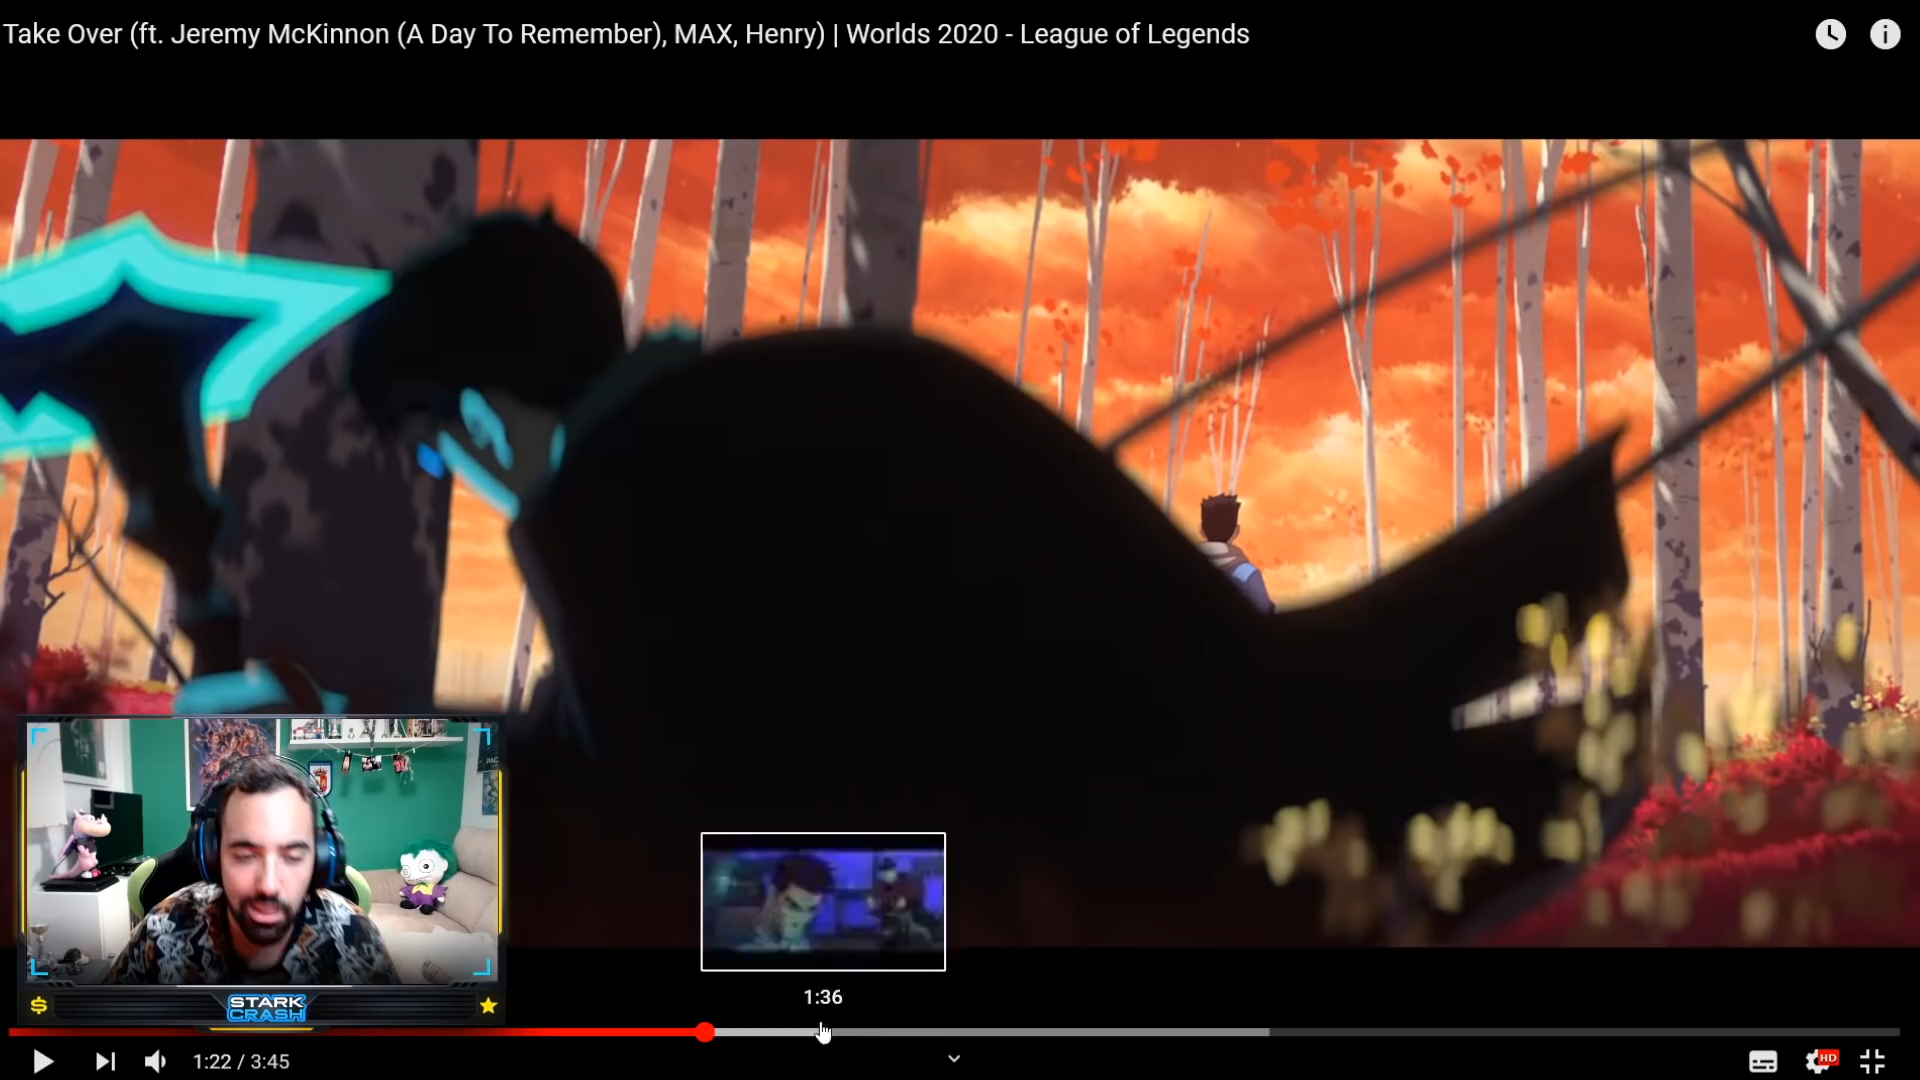 Take Over (ft. Jeremy McKinnon (A Day To Remember), MAX, Henry) | Worlds 2020 - League of Legends
STARK
CRASH
1:36
1:22 / 3:45
HD